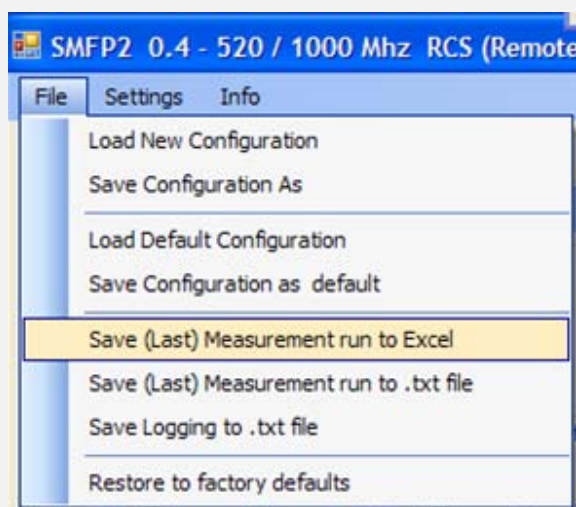 SMFP2 0.4 - 520 / 1000 Mhz RCS (Remote
File Settings Info
Load New Configuration
Save Configuration As
Load Default Configuration
Save Configuration as default
Save (Last) Measurement run to Excel
Save (Last) Measurement run to .txt file
Save Logging to .txt file
Restore to factory defaults